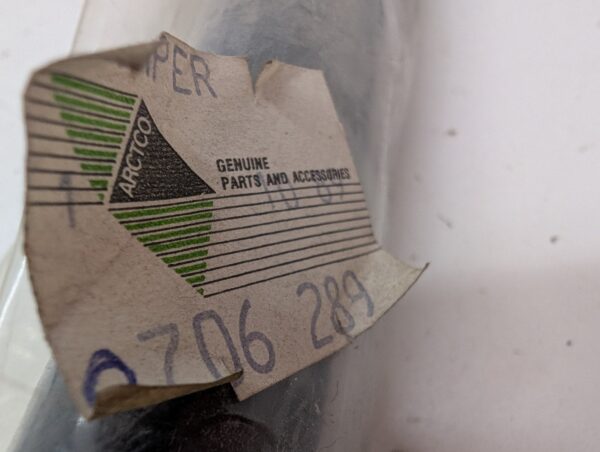 PER
ARCTCO
GENUINE
PARTS AND ACCESSORIES
0706 289